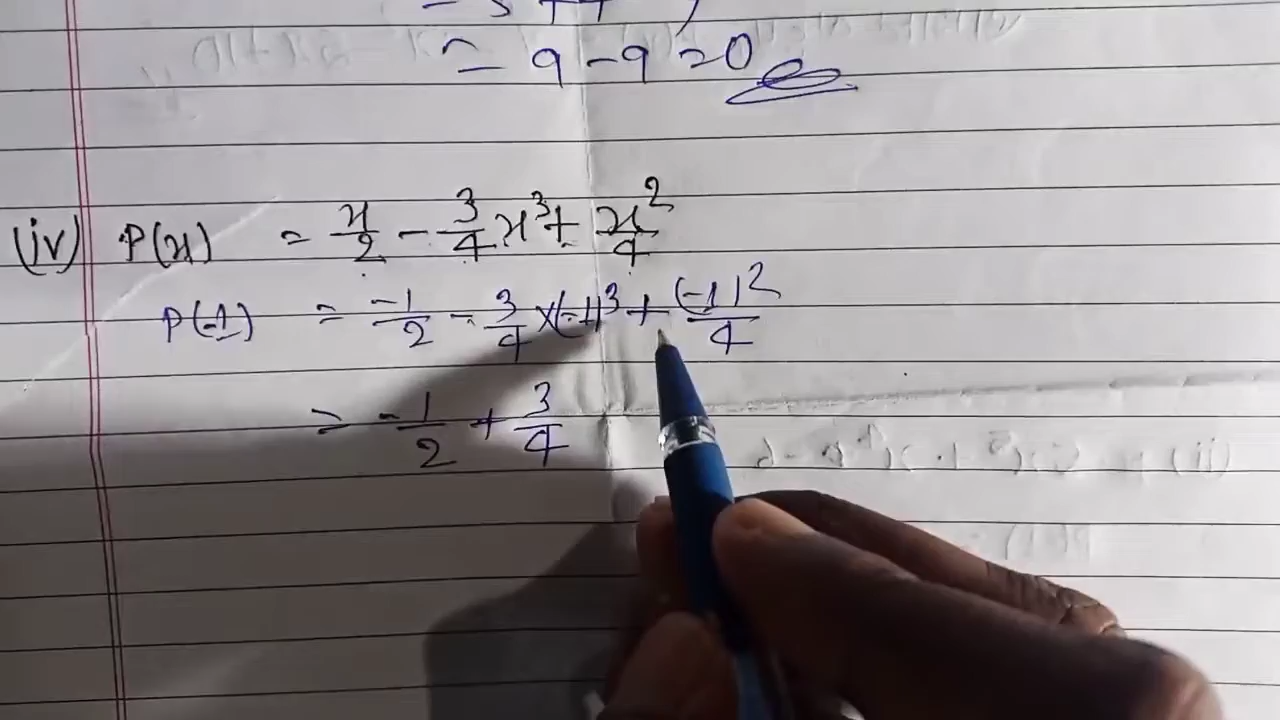 = 9 - 9 = 0
(iv) P(x) = x/2 - 3/4 x³ + x²/4
P(-1) = -1/2 - 3/4 × (-1)³ + (-1)²/4
= -1/2 + 3/4